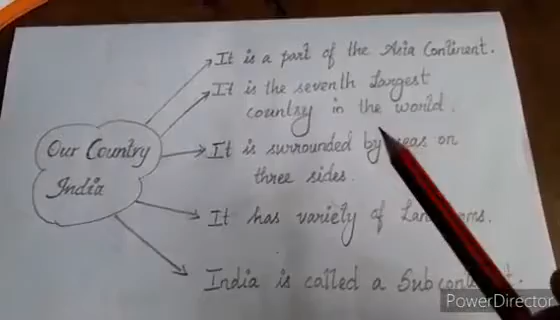 It is a part of the Asia Continent.
It is the seventh largest
country in the world.
Our Country
India
It is surrounded by seas on
three sides.
It has variety of
India is called a
PowerDirector